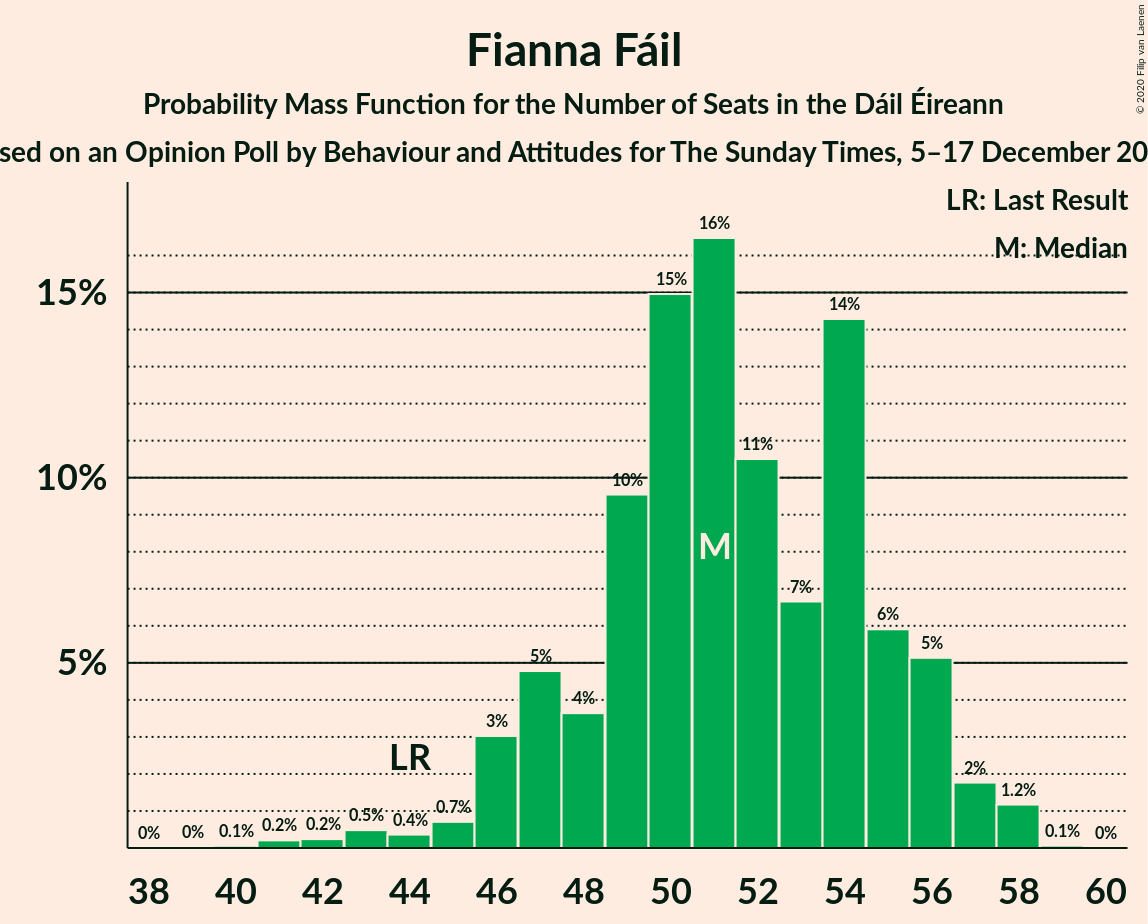 Fianna Fáil
Probability Mass Function for the Number of Seats in the Dáil Éireann
sed on an Opinion Poll by Behaviour and Attitudes for The Sunday Times, 5–17 December 20
© 2020 Filip van Laenen
LR: Last Result
M: Median
15%
10%
5%
0%
0%
0.1%
0.2%
0.2%
0.5%
0.4%
0.7%
3%
5%
4%
10%
15%
16%
11%
7%
14%
6%
5%
2%
1.2%
0.1%
0%
LR
M
38 40 42 44 46 48 50 52 54 56 58 60